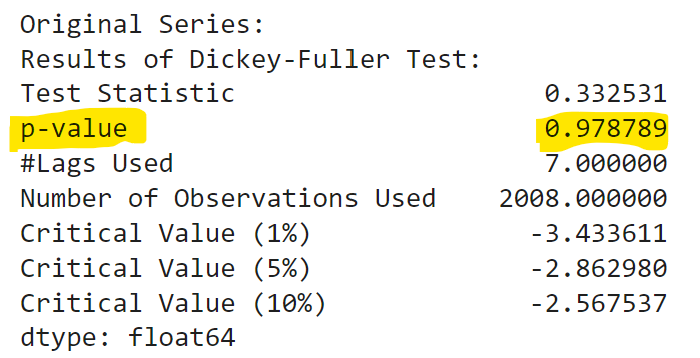 Original Series:
Results of Dickey-Fuller Test:
Test Statistic 0.332531
p-value 0.978789
#Lags Used 7.000000
Number of Observations Used 2008.000000
Critical Value (1%) -3.433611
Critical Value (5%) -2.862980
Critical Value (10%) -2.567537
dtype: float64